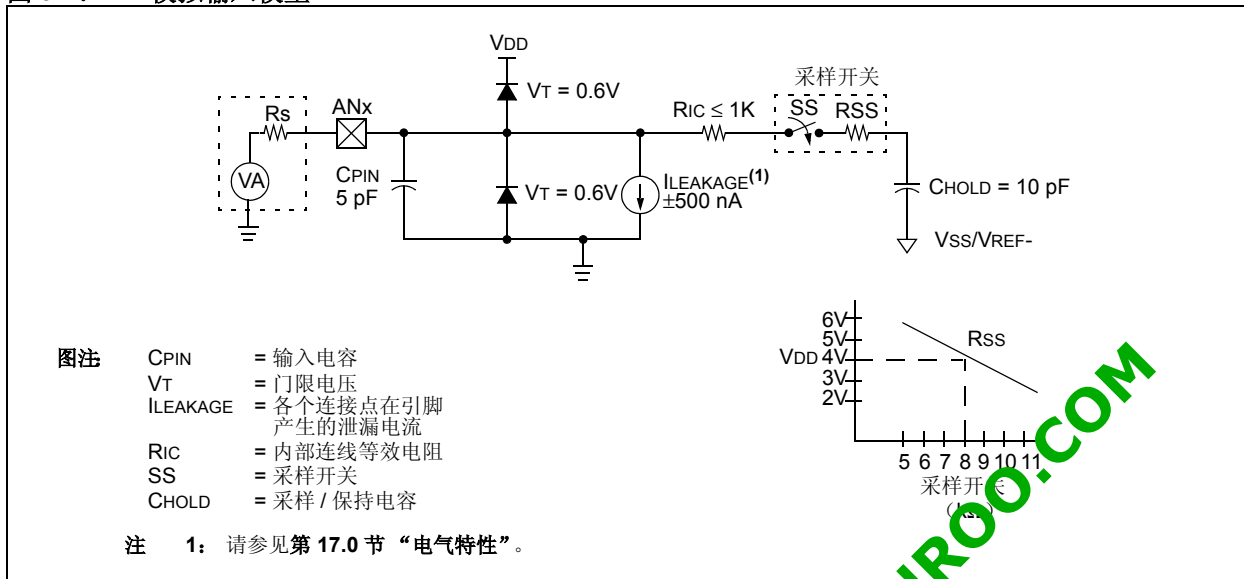 VDD
VT = 0.6V
采样开关
Rs
ANx
RIC ≤ 1K
SS
RSS
VA
CPIN
5 pF
VT = 0.6V
ILEAKAGE(1)
±500 nA
CHOLD = 10 pF
VSS/VREF-
6V
5V
VDD 4V
3V
2V
RSS
5 6 7 8 9 10 11
采样开关
(kΩ)
图注:
CPIN = 输入电容
VT = 门限电压
ILEAKAGE = 各个连接点在引脚
产生的泄漏电流
RIC = 内部连线等效电阻
SS = 采样开关
CHOLD = 采样 / 保持电容
注 1: 请参见第 17.0 节 “电气特性”。
ROO.COM